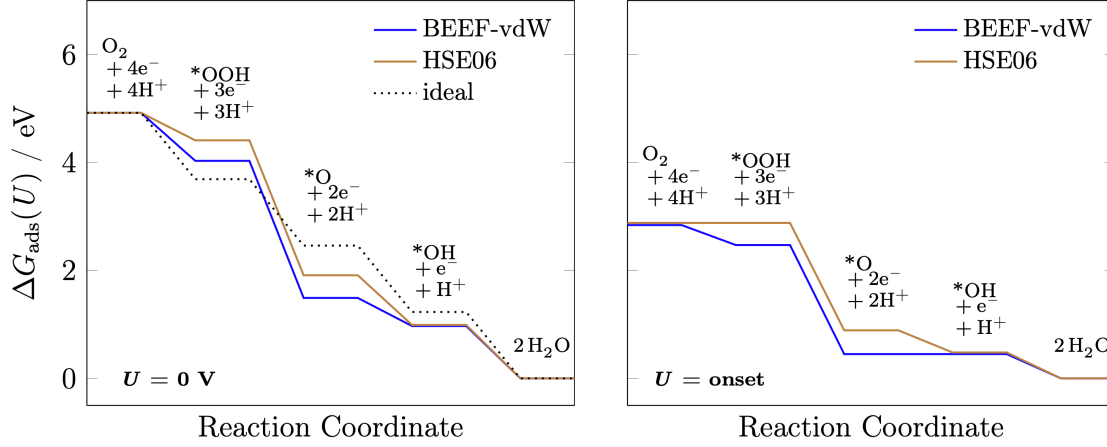 ΔG_ads(U) / eV
6
4
2
0
O₂
+ 4e⁻
+ 4H⁺
*OOH
+ 3e⁻
+ 3H⁺
*O
+ 2e⁻
+ 2H⁺
*OH
+ e⁻
+ H⁺
2 H₂O
BEEF-vdW
HSE06
ideal
U = 0 V
Reaction Coordinate
BEEF-vdW
HSE06
O₂
+ 4e⁻
+ 4H⁺
*OOH
+ 3e⁻
+ 3H⁺
*O
+ 2e⁻
+ 2H⁺
*OH
+ e⁻
+ H⁺
2 H₂O
U = onset
Reaction Coordinate